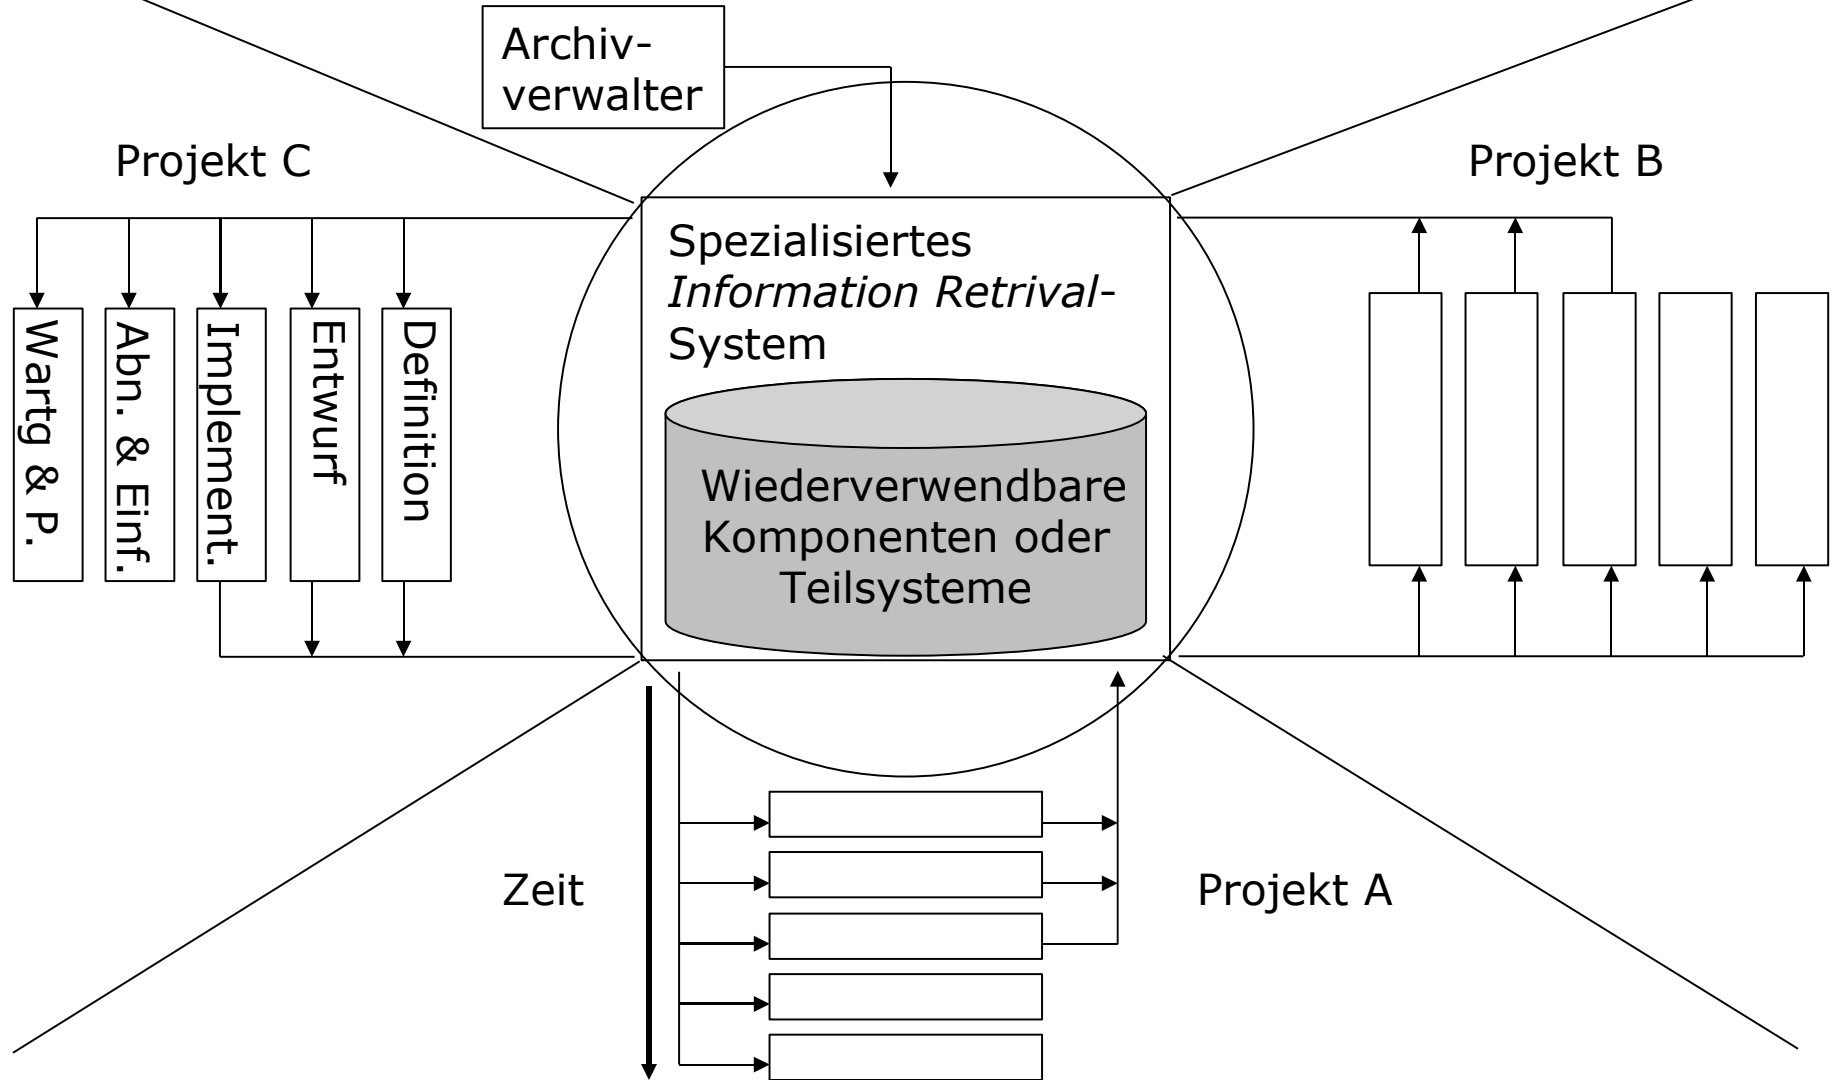 Archiv-
verwalter
Projekt C
Projekt B
Spezialisiertes
Information Retrival-
System
Wartg & P.
Abn. & Einf.
Implement.
Entwurf
Definition
Wiederverwendbare
Komponenten oder
Teilsysteme
Zeit
Projekt A